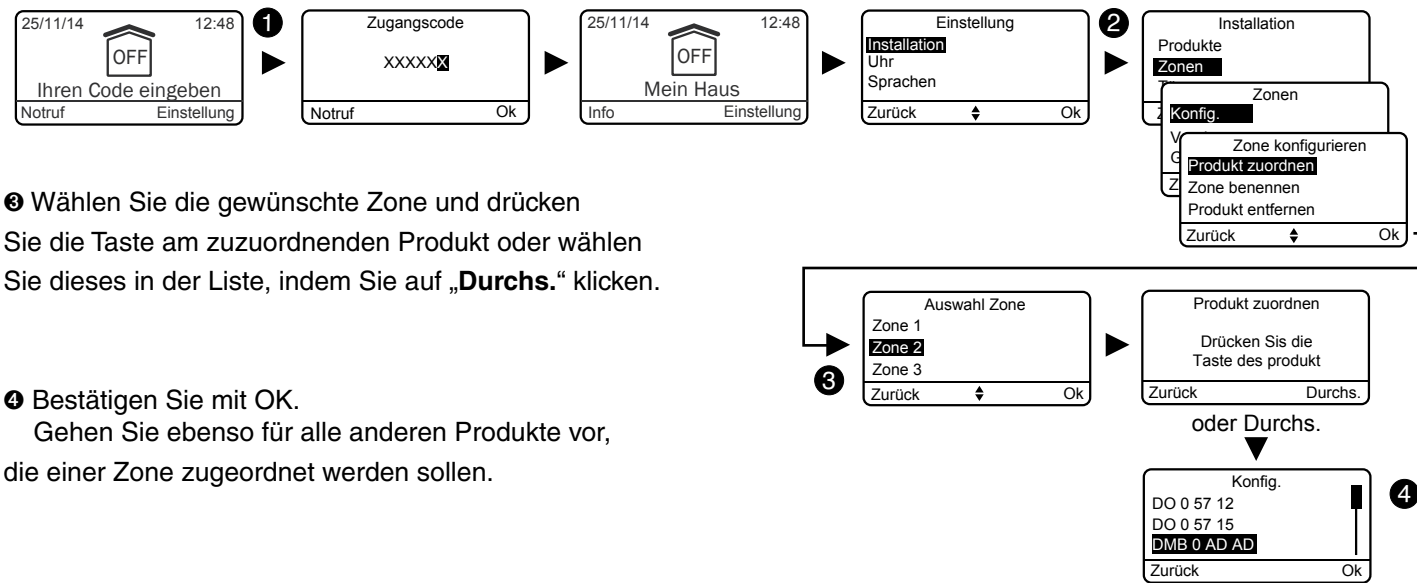 25/11/14 12:48
OFF
Ihren Code eingeben
Notruf Einstellung
1
Zugangscode
XXXXXX
Notruf Ok
25/11/14 12:48
OFF
Mein Haus
Info Einstellung
Einstellung
Installation
Uhr
Sprachen
Zurück Ok
2
Installation
Produkte
Zonen
Zonen
Konfig.
Zone konfigurieren
Produkt zuordnen
Zone benennen
Produkt entfernen
Zurück Ok
❸ Wählen Sie die gewünschte Zone und drücken
Sie die Taste am zuzuordnenden Produkt oder wählen
Sie dieses in der Liste, indem Sie auf „Durchs.“ klicken.
❹ Bestätigen Sie mit OK.
Gehen Sie ebenso für alle anderen Produkte vor,
die einer Zone zugeordnet werden sollen.
3
Auswahl Zone
Zone 1
Zone 2
Zone 3
Zurück Ok
Produkt zuordnen
Drücken Sis die
Taste des produkt
Zurück Durchs.
oder Durchs.
Konfig.
DO 0 57 12
DO 0 57 15
DMB 0 AD AD
Zurück Ok
4